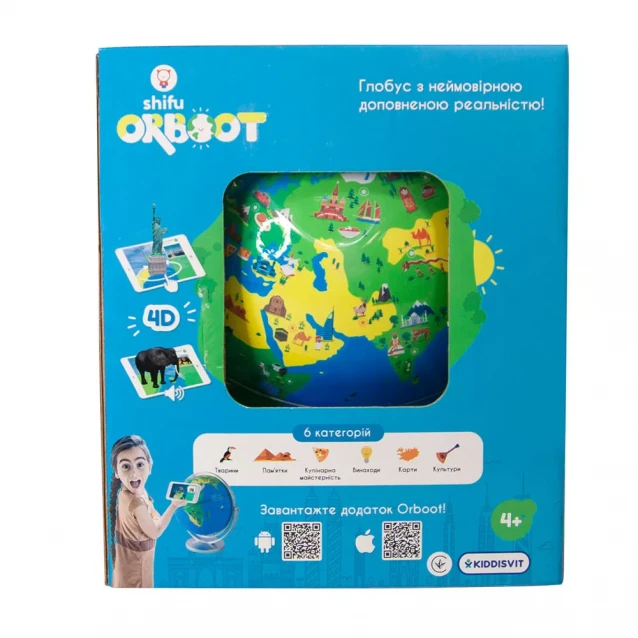 shifu
ORBOOT
Глобус з неймовірною
доповненою реальністю!
4D
6 категорій
Тварини
Пам'ятки
Кулінарна
майстерність
Винаходи
Карти
Культури
Завантажте додаток Orboot!
4+
KIDDISVIT